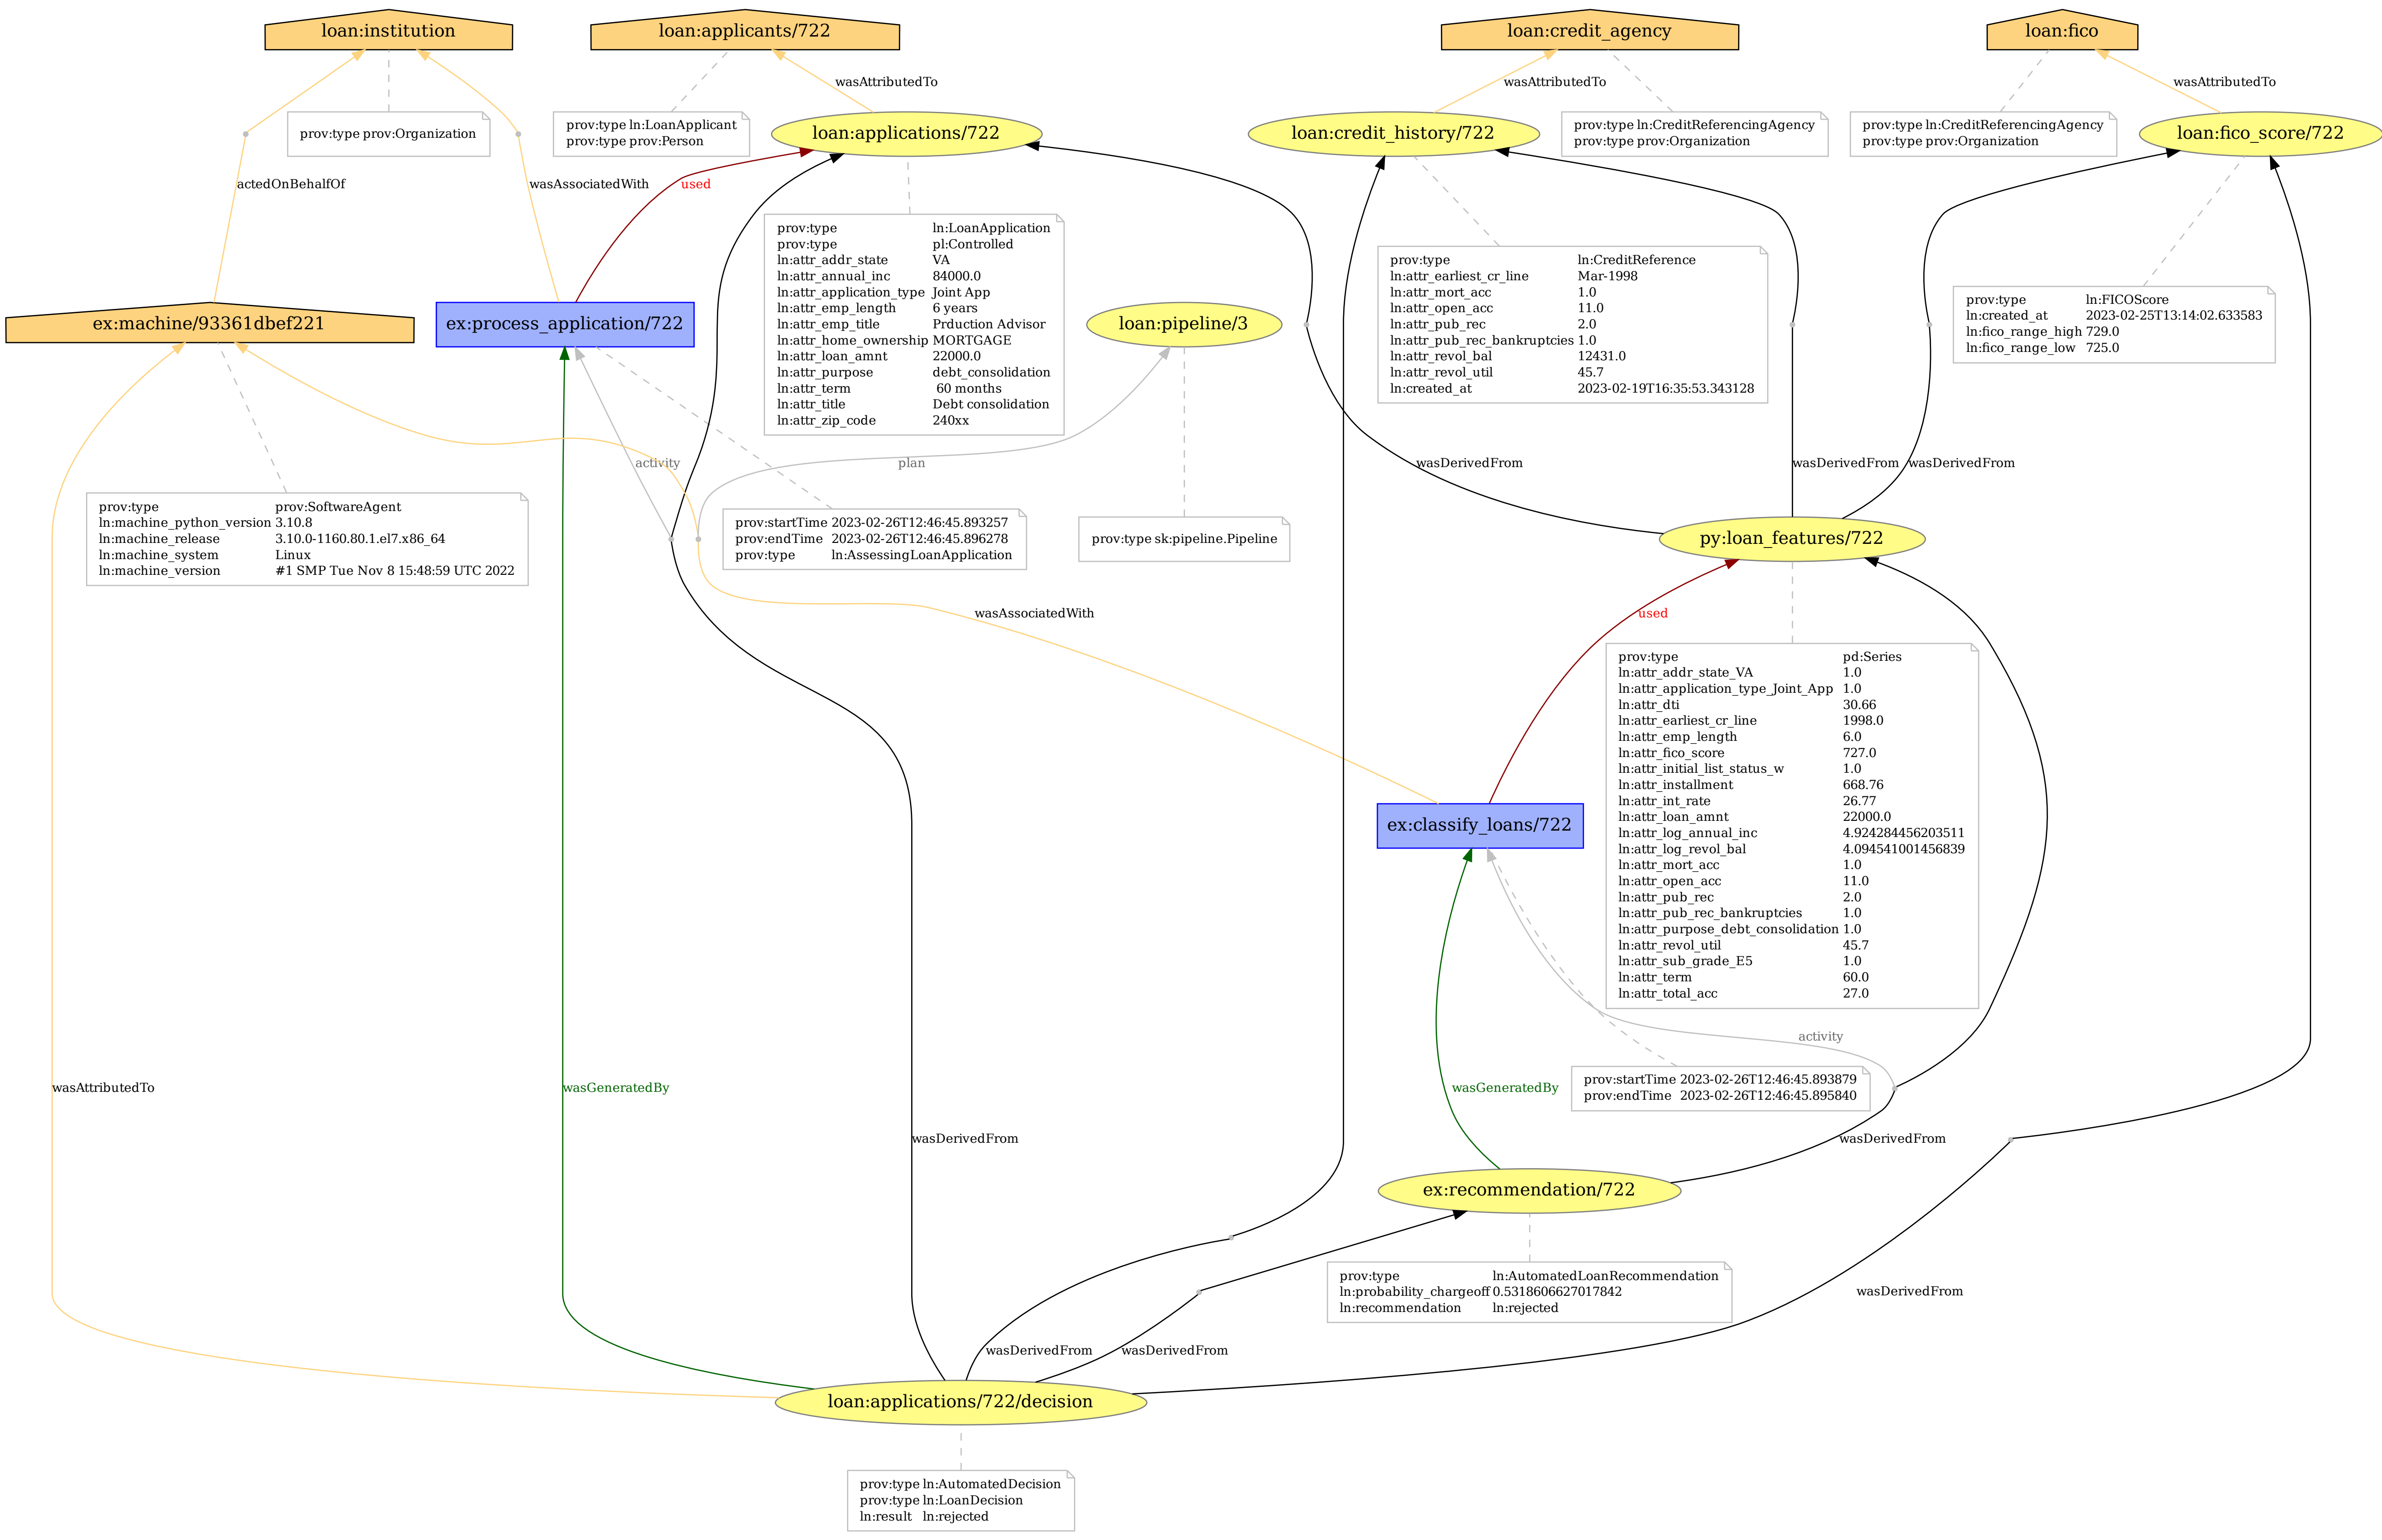 loan:institution
loan:applicants/722
loan:credit_agency
loan:fico
wasAttributedTo
wasAttributedTo
wasAttributedTo
prov:type prov:Organization
prov:type ln:LoanApplicant
prov:type prov:Person
loan:applications/722
loan:credit_history/722
prov:type ln:CreditReferencingAgency
prov:type prov:Organization
prov:type ln:CreditReferencingAgency
prov:type prov:Organization
loan:fico_score/722
actedOnBehalfOf
wasAssociatedWith
used
prov:type ln:LoanApplication
prov:type pl:Controlled
ln:attr_addr_state VA
ln:attr_annual_inc 84000.0
ln:attr_application_type Joint App
ln:attr_emp_length 6 years
ln:attr_emp_title Prduction Advisor
ln:attr_home_ownership MORTGAGE
ln:attr_loan_amnt 22000.0
ln:attr_purpose debt_consolidation
ln:attr_term 60 months
ln:attr_title Debt consolidation
ln:attr_zip_code 240xx
prov:type ln:CreditReference
ln:attr_earliest_cr_line Mar-1998
ln:attr_mort_acc 1.0
ln:attr_open_acc 11.0
ln:attr_pub_rec 2.0
ln:attr_pub_rec_bankruptcies 1.0
ln:attr_revol_bal 12431.0
ln:attr_revol_util 45.7
ln:created_at 2023-02-19T16:35:53.343128
prov:type ln:FICOScore
ln:created_at 2023-02-25T13:14:02.633583
ln:fico_range_high 729.0
ln:fico_range_low 725.0
ex:machine/93361dbef221
ex:process_application/722
loan:pipeline/3
activity
plan
wasDerivedFrom
wasDerivedFrom
wasDerivedFrom
prov:type prov:SoftwareAgent
ln:machine_python_version 3.10.8
ln:machine_release 3.10.0-1160.80.1.el7.x86_64
ln:machine_system Linux
ln:machine_version #1 SMP Tue Nov 8 15:48:59 UTC 2022
prov:startTime 2023-02-26T12:46:45.893257
prov:endTime 2023-02-26T12:46:45.896278
prov:type ln:AssessingLoanApplication
prov:type sk:pipeline.Pipeline
py:loan_features/722
wasAssociatedWith
used
prov:type pd:Series
ln:attr_addr_state_VA 1.0
ln:attr_application_type_Joint_App 1.0
ln:attr_dti 30.66
ln:attr_earliest_cr_line 1998.0
ln:attr_emp_length 6.0
ln:attr_fico_score 727.0
ln:attr_initial_list_status_w 1.0
ln:attr_installment 668.76
ln:attr_int_rate 26.77
ln:attr_loan_amnt 22000.0
ln:attr_log_annual_inc 4.924284456203511
ln:attr_log_revol_bal 4.094541001456839
ln:attr_mort_acc 1.0
ln:attr_open_acc 11.0
ln:attr_pub_rec 2.0
ln:attr_pub_rec_bankruptcies 1.0
ln:attr_purpose_debt_consolidation 1.0
ln:attr_revol_util 45.7
ln:attr_sub_grade_E5 1.0
ln:attr_term 60.0
ln:attr_total_acc 27.0
ex:classify_loans/722
activity
wasAttributedTo
wasGeneratedBy
wasGeneratedBy
prov:startTime 2023-02-26T12:46:45.893879
prov:endTime 2023-02-26T12:46:45.895840
wasDerivedFrom
wasDerivedFrom
ex:recommendation/722
prov:type ln:AutomatedLoanRecommendation
ln:probability_chargeoff 0.5318606627017842
ln:recommendation ln:rejected
wasDerivedFrom
wasDerivedFrom
wasDerivedFrom
loan:applications/722/decision
prov:type ln:AutomatedDecision
prov:type ln:LoanDecision
ln:result ln:rejected